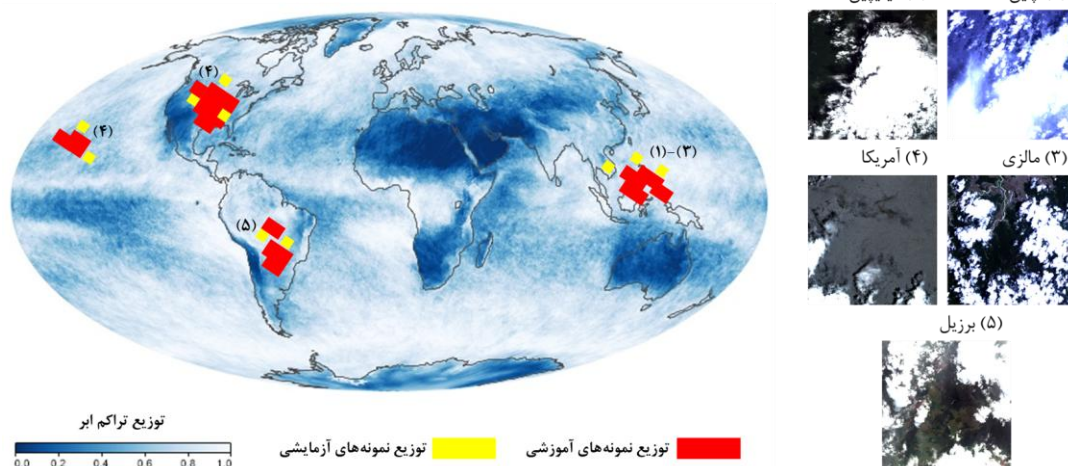 (۴) آمریکا
(۳) مالزی
(۵) برزیل
(۴)
(۴)
(۱)-(۳)
(۵)
توزیع تراکم ابر
0.0 0.2 0.4 0.6 0.8 1.0
توزیع نمونه‌های آزمایشی
توزیع نمونه‌های آموزشی